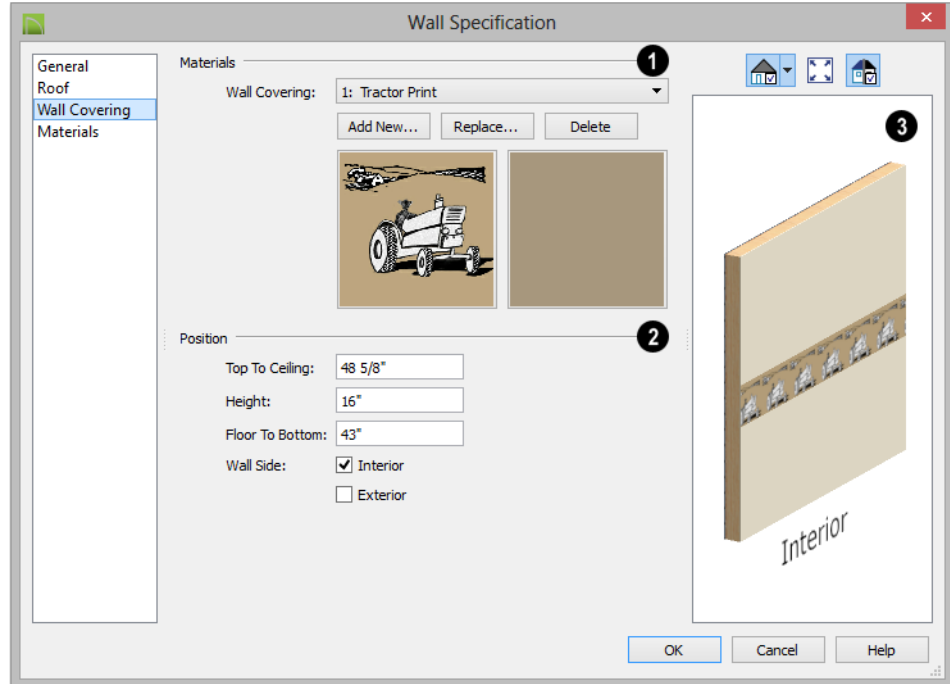 Wall Specification
General
Roof
Wall Covering
Materials
Materials
1
Wall Covering:
1: Tractor Print
Add New...
Replace...
Delete
Position
2
Top To Ceiling:
48 5/8"
Height:
16"
Floor To Bottom:
43"
Wall Side:
Interior
Exterior
3
Interior
OK
Cancel
Help